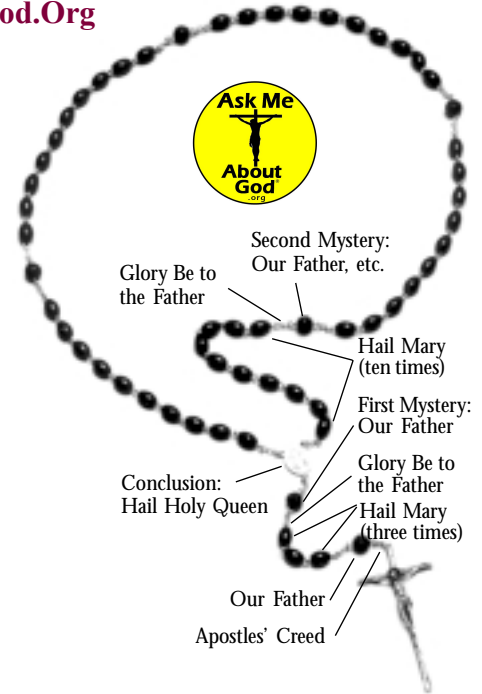 od.Org
Ask Me
About
God
.org
Second Mystery:
Our Father, etc.
Glory Be to
the Father
Hail Mary
(ten times)
First Mystery:
Our Father
Glory Be to
the Father
Conclusion:
Hail Holy Queen
Hail Mary
(three times)
Our Father
Apostles’ Creed